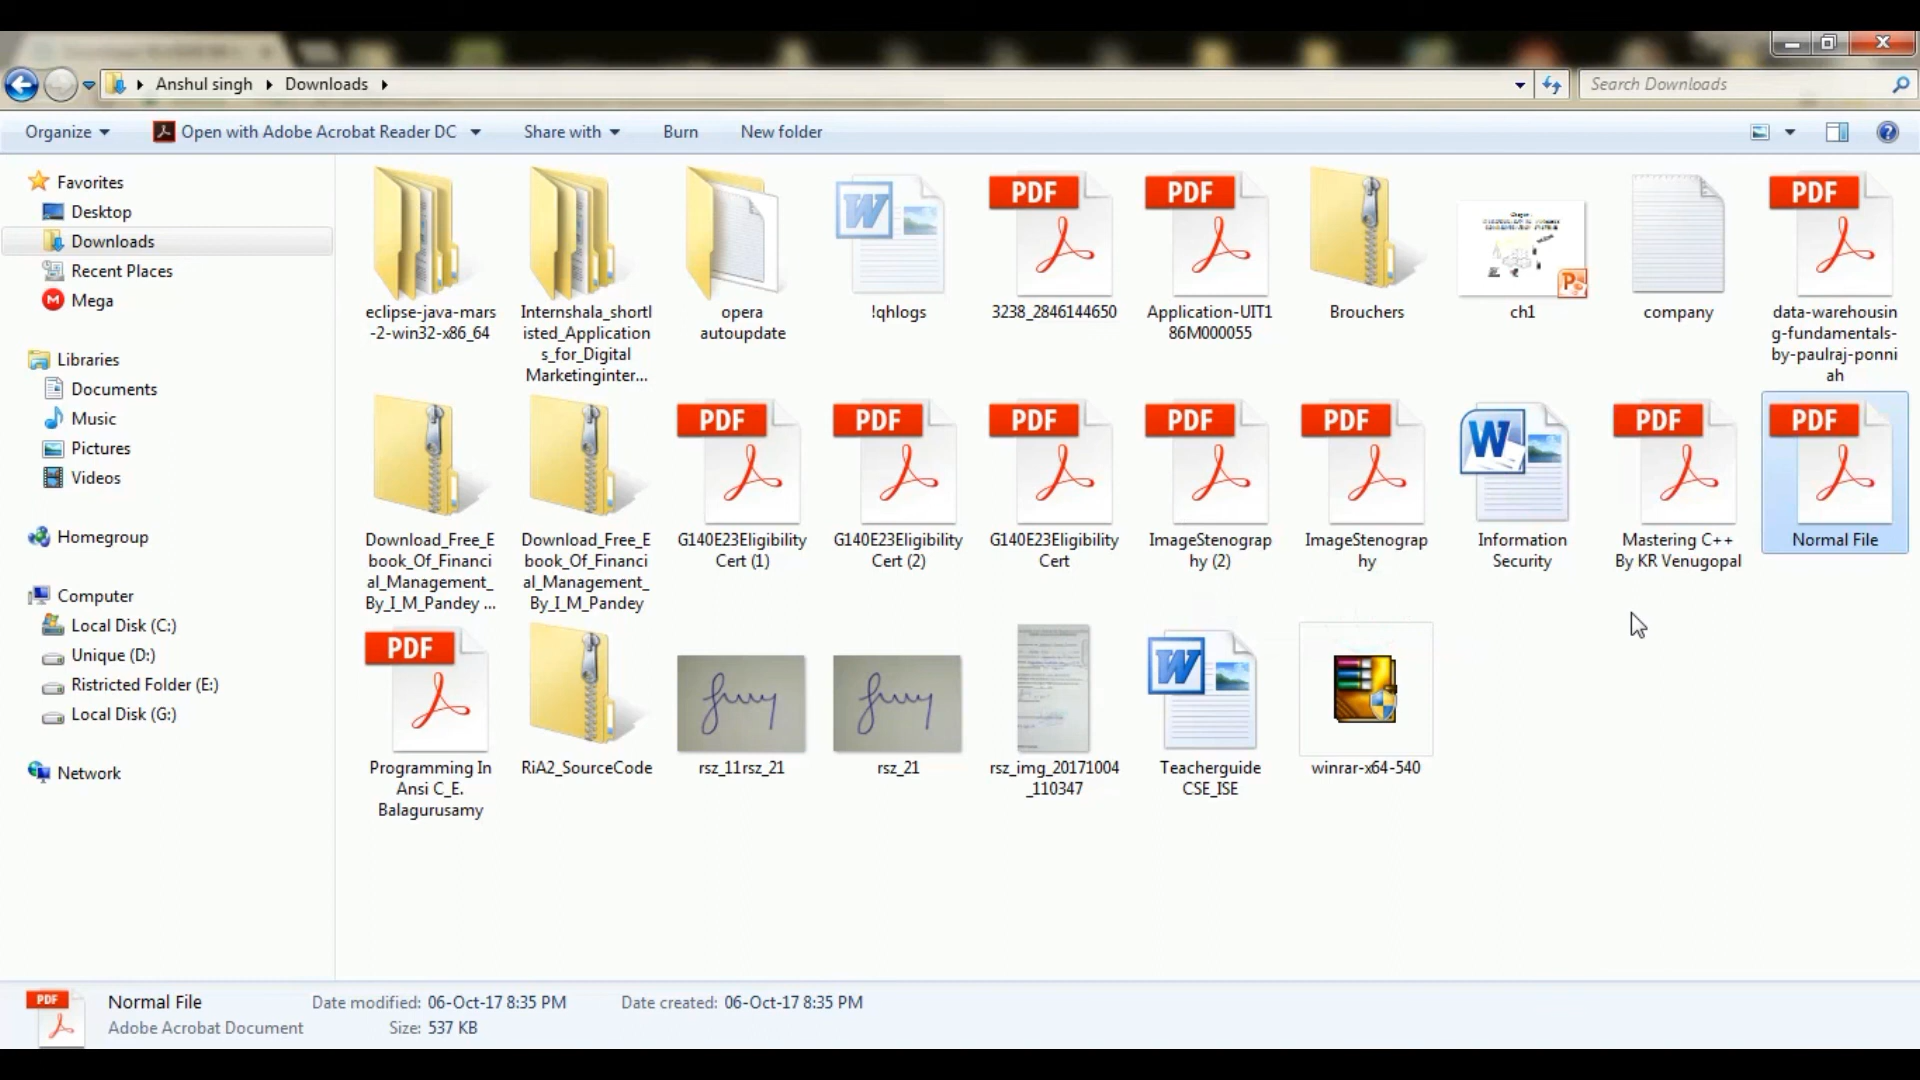 Anshul singh Downloads
Search Downloads
Organize Open with Adobe Acrobat Reader DC Share with Burn New folder
Favorites
Desktop
Downloads
Recent Places
Mega
Libraries
Documents
Music
Pictures
Videos
Homegroup
Computer
Local Disk (C:)
Unique (D:)
Ristricted Folder (E:)
Local Disk (G:)
Network
eclipse-java-mars
-2-win32-x86_64
Internshala_shortl
isted_Application
s_for_Digital
Marketinginter...
opera
autoupdate
!qhlogs
PDF
3238_2846144650
PDF
Application-UIT1
86M000055
Brouchers
ch1
company
PDF
data-warehousin
g-fundamentals-
by-paulraj-ponni
ah
Download_Free_E
book_Of_Financi
al_Management_
By_I_M_Pandey ...
Download_Free_E
book_Of_Financi
al_Management_
By_I_M_Pandey
PDF
G140E23Eligibility
Cert (1)
PDF
G140E23Eligibility
Cert (2)
PDF
G140E23Eligibility
Cert
PDF
ImageStenograp
hy (2)
PDF
ImageStenograp
hy
Information
Security
PDF
Mastering C++
By KR Venugopal
PDF
Normal File
PDF
Programming In
Ansi C_E.
Balagurusamy
RiA2_SourceCode
rsz_11rsz_21
rsz_21
rsz_img_20171004
_110347
Teacherguide
CSE_ISE
winrar-x64-540
PDF
Normal File Date modified: 06-Oct-17 8:35 PM Date created: 06-Oct-17 8:35 PM
Adobe Acrobat Document Size: 537 KB